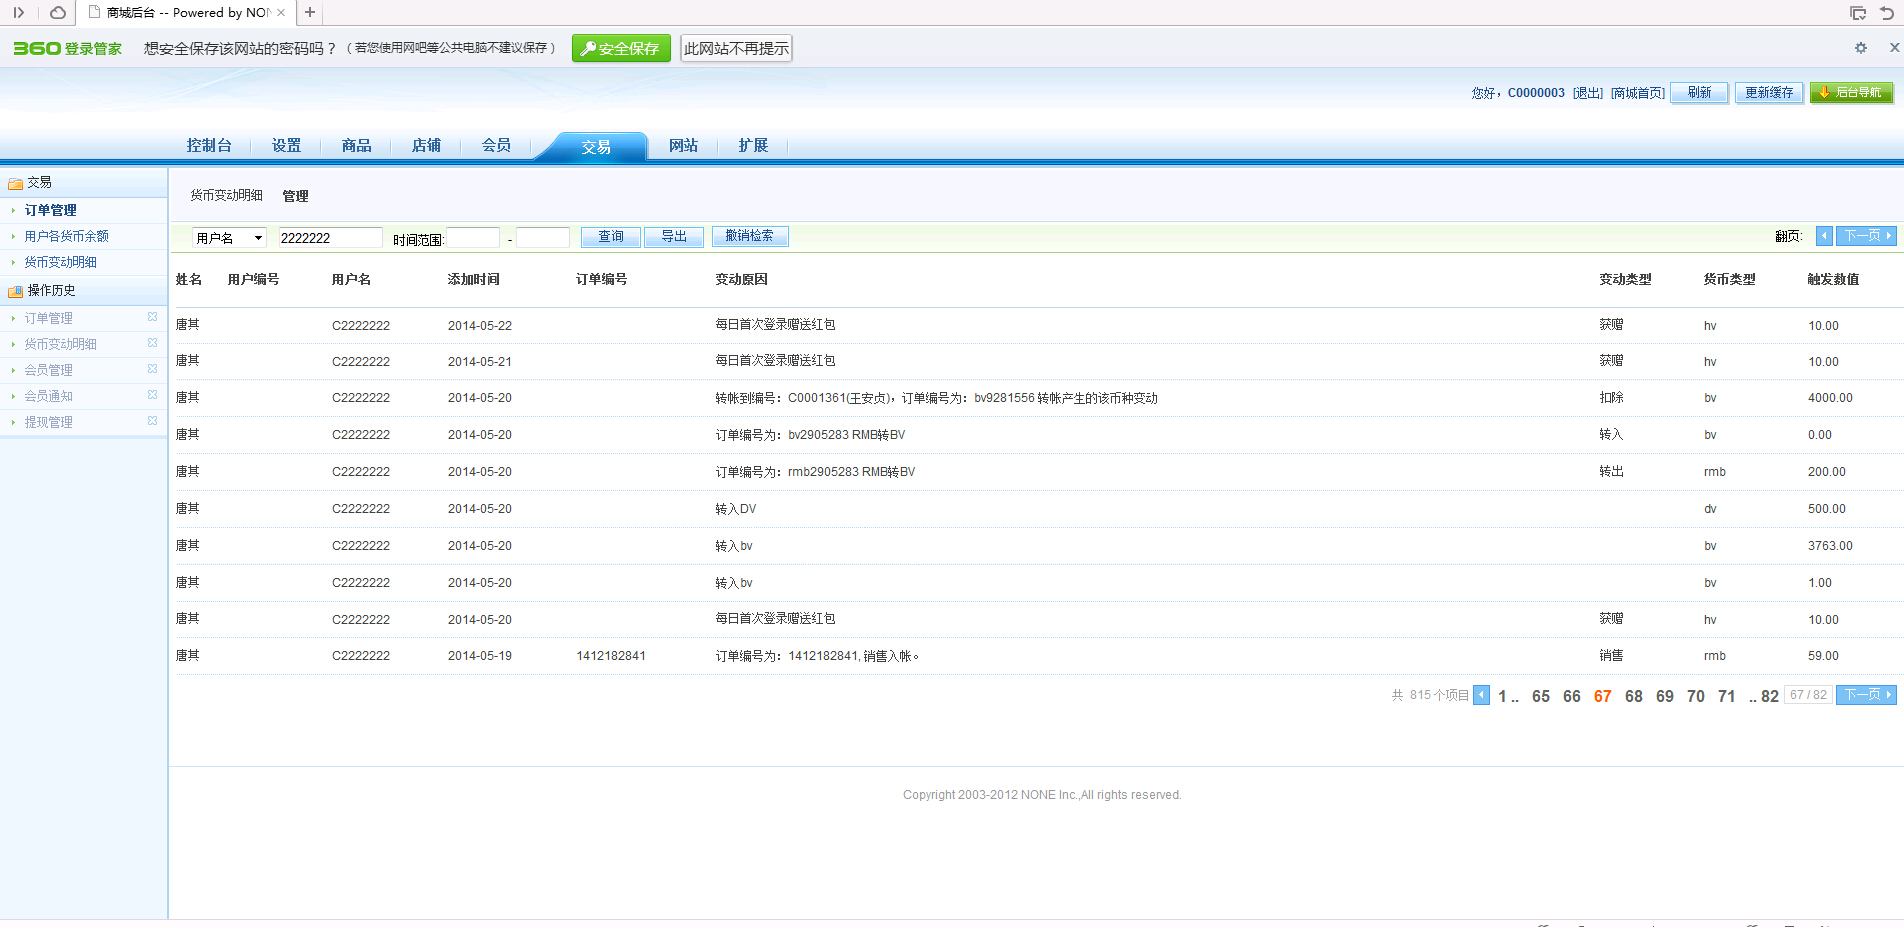 商城后台 -- Powered by NON
360登录管家 想安全保存该网站的密码吗？（若您使用网吧等公共电脑不建议保存） 安全保存 此网站不再提示
您好，C0000003 [退出] [商城首页] 刷新 更新缓存 后台导航
控制台 设置 商品 店铺 会员 交易 网站 扩展
交易
订单管理
用户各货币余额
货币变动明细
操作历史
订单管理
货币变动明细
会员管理
会员通知
提现管理
货币变动明细 管理
用户名 2222222 时间范围: - 查询 导出 撤销检索 翻页: 下一页
姓名 用户编号 用户名 添加时间 订单编号 变动原因 变动类型 货币类型 触发数值
唐其 C2222222 2014-05-22 每日首次登录赠送红包 获赠 hv 10.00
唐其 C2222222 2014-05-21 每日首次登录赠送红包 获赠 hv 10.00
唐其 C2222222 2014-05-20 转帐到编号：C0001361(王安贞)，订单编号为：bv9281556 转帐产生的该币种变动 扣除 bv 4000.00
唐其 C2222222 2014-05-20 订单编号为：bv2905283 RMB转BV 转入 bv 0.00
唐其 C2222222 2014-05-20 订单编号为：rmb2905283 RMB转BV 转出 rmb 200.00
唐其 C2222222 2014-05-20 转入DV dv 500.00
唐其 C2222222 2014-05-20 转入bv bv 3763.00
唐其 C2222222 2014-05-20 转入bv bv 1.00
唐其 C2222222 2014-05-20 每日首次登录赠送红包 获赠 hv 10.00
唐其 C2222222 2014-05-19 1412182841 订单编号为：1412182841, 销售入帐。 销售 rmb 59.00
共 815个项目 1 .. 65 66 67 68 69 70 71 .. 82 67 / 82 下一页
Copyright 2003-2012 NONE Inc.,All rights reserved.